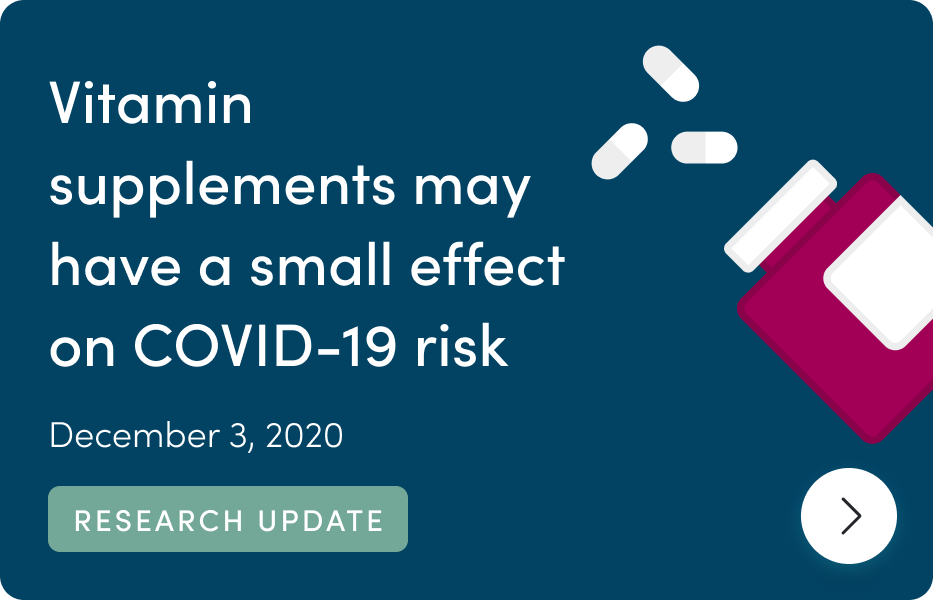 Vitamin
supplements may
have a small effect
on COVID-19 risk
December 3, 2020
RESEARCH UPDATE